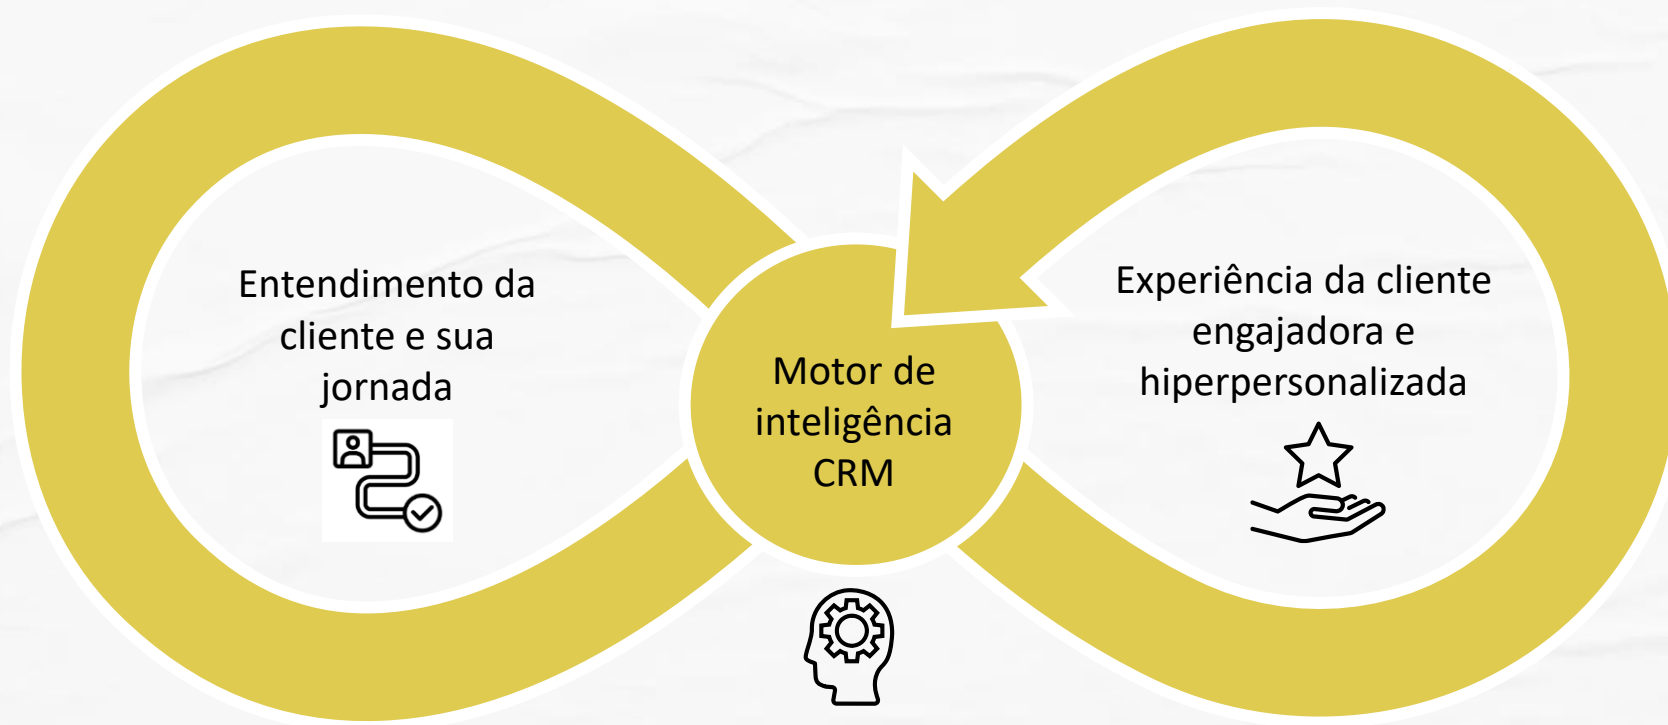 Entendimento da
cliente e sua
jornada
Motor de
inteligência
CRM
Experiência da cliente
engajadora e
hiperpersonalizada